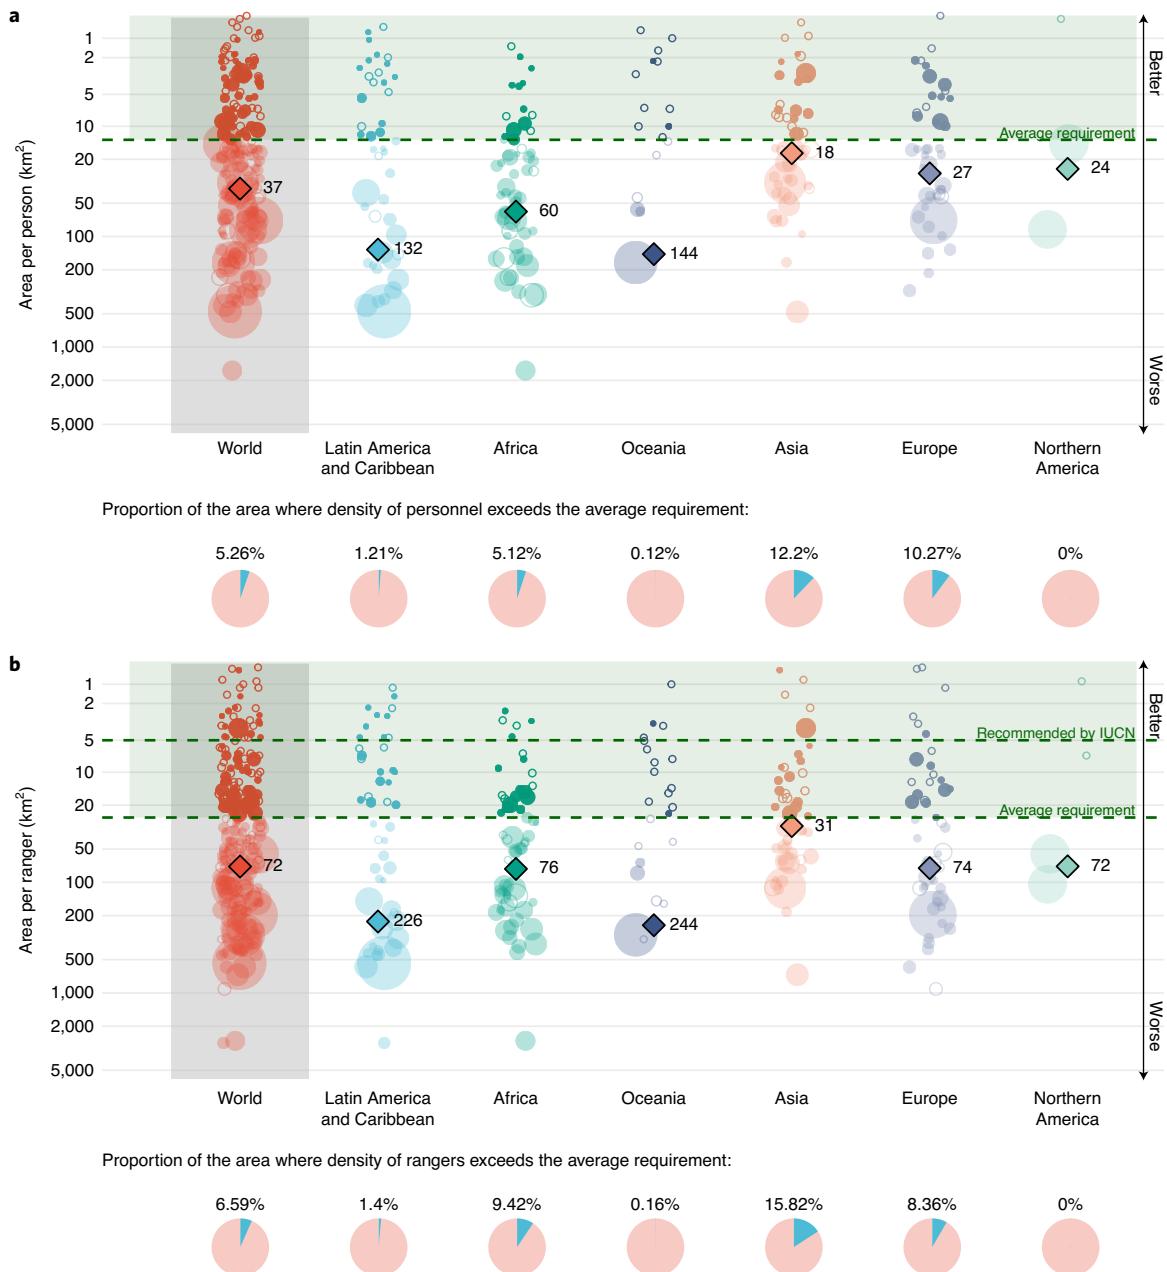 a
1
2
5
10
20
50
100
200
500
1,000
2,000
5,000
Area per person (km²)
Better
Worse
Average requirement
37
132
60
144
18
27
24
World
Latin America
and Caribbean
Africa
Oceania
Asia
Europe
Northern
America
Proportion of the area where density of personnel exceeds the average requirement:
5.26%
1.21%
5.12%
0.12%
12.2%
10.27%
0%
b
1
2
5
10
20
50
100
200
500
1,000
2,000
5,000
Area per ranger (km²)
Better
Worse
Recommended by IUCN
Average requirement
72
226
76
244
31
74
72
World
Latin America
and Caribbean
Africa
Oceania
Asia
Europe
Northern
America
Proportion of the area where density of rangers exceeds the average requirement:
6.59%
1.4%
9.42%
0.16%
15.82%
8.36%
0%